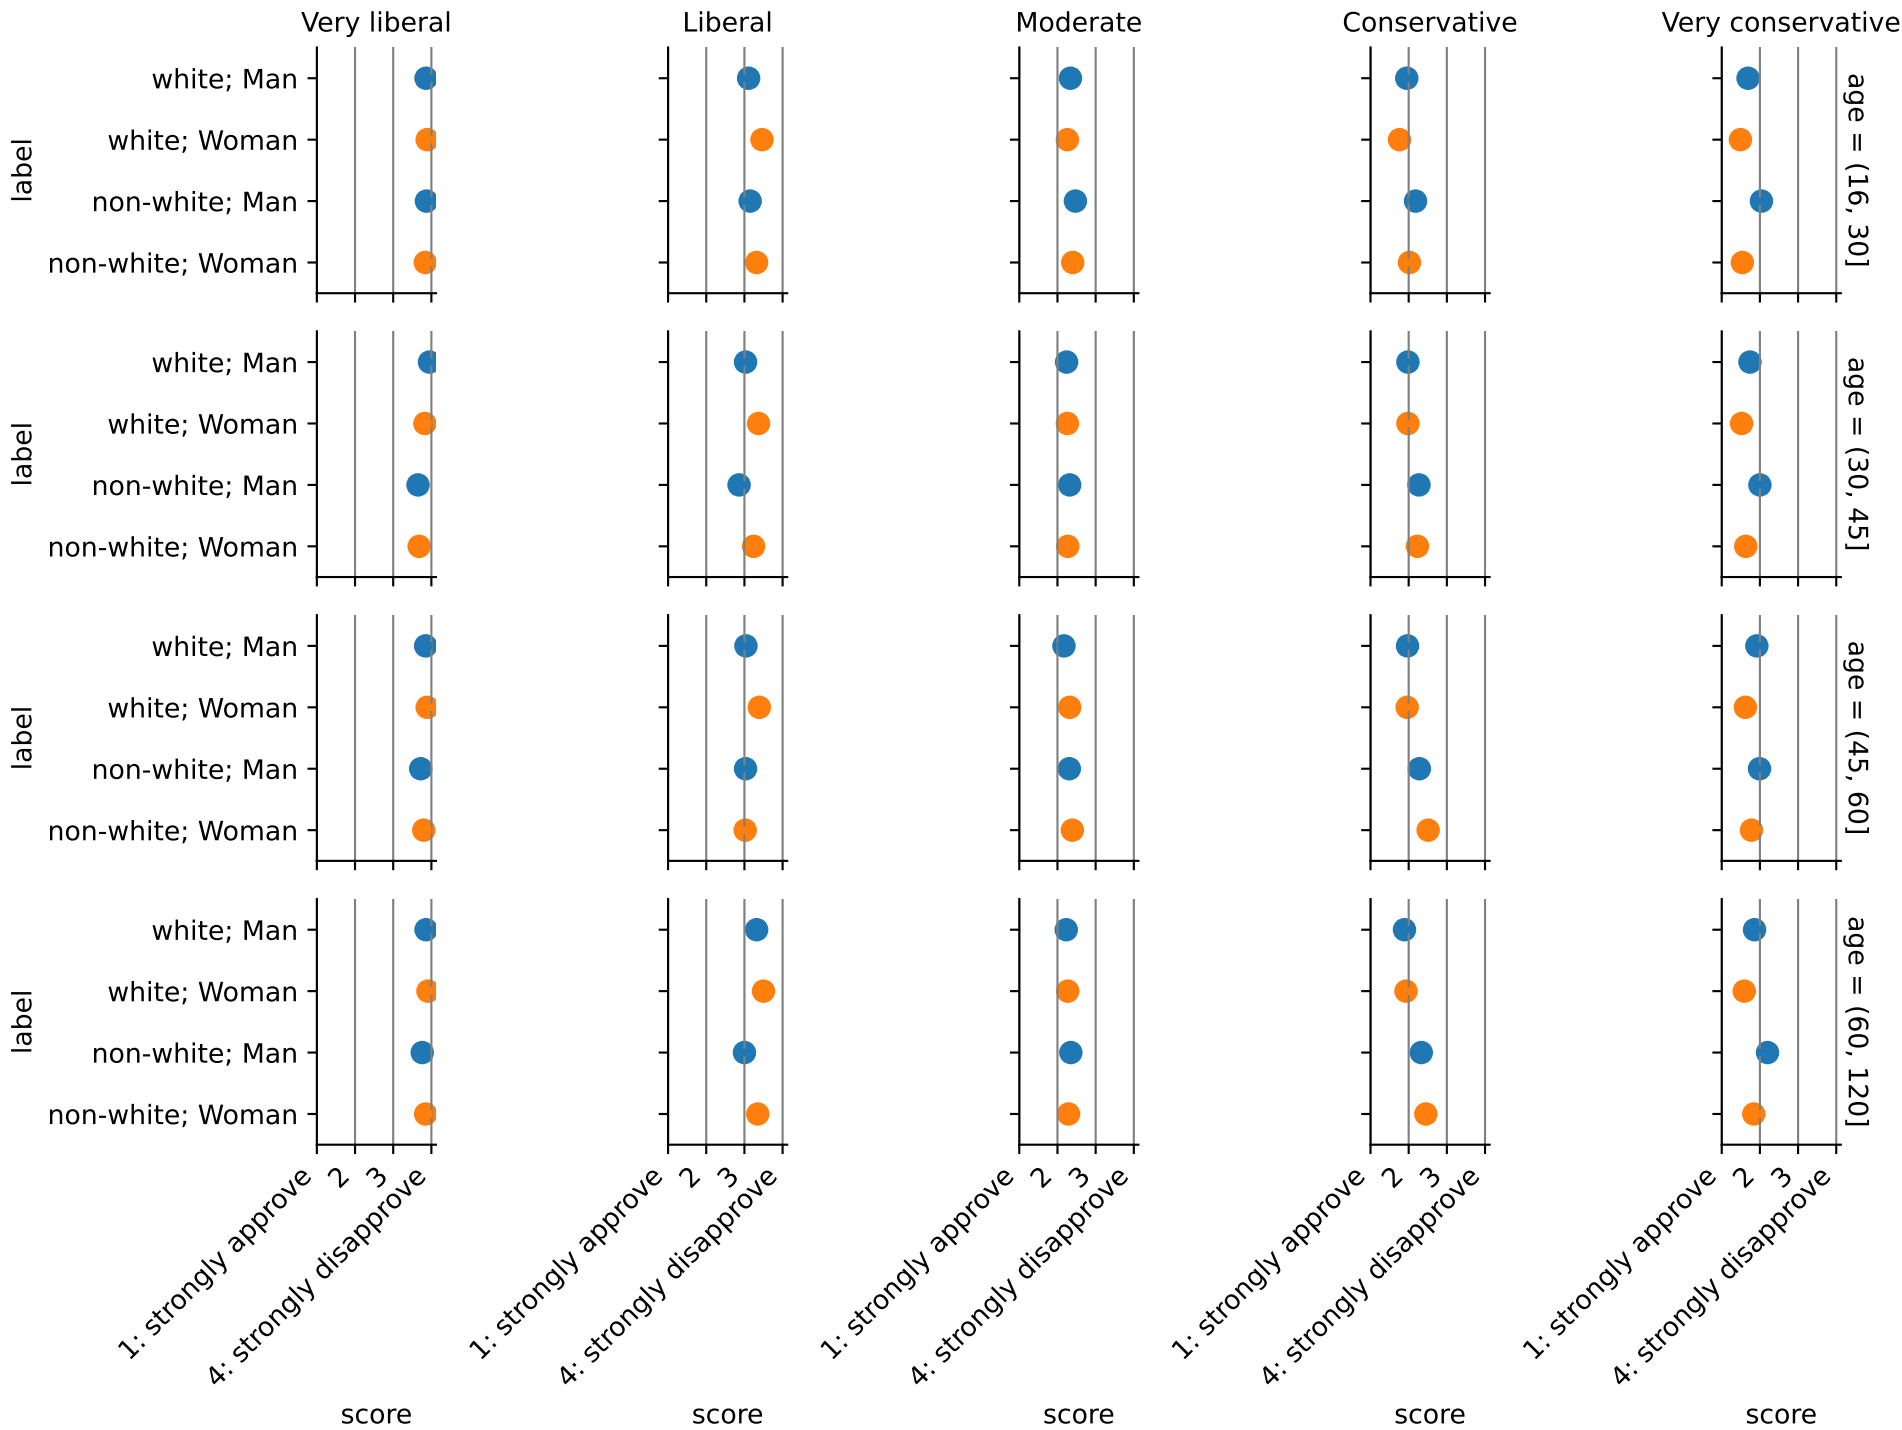 Very liberal
Liberal
Moderate
Conservative
Very conservative
label
white; Man
white; Woman
non-white; Man
non-white; Woman
age = (16, 30]
label
white; Man
white; Woman
non-white; Man
non-white; Woman
age = (30, 45]
label
white; Man
white; Woman
non-white; Man
non-white; Woman
age = (45, 60]
label
white; Man
white; Woman
non-white; Man
non-white; Woman
age = (60, 120]
1: strongly approve
2
3
4: strongly disapprove
1: strongly approve
2
3
4: strongly disapprove
1: strongly approve
2
3
4: strongly disapprove
1: strongly approve
2
3
4: strongly disapprove
1: strongly approve
2
3
4: strongly disapprove
score
score
score
score
score